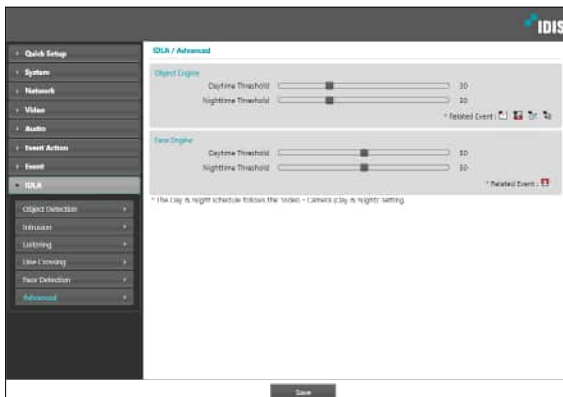 IDIS
Quick Setup
System
Network
Video
Audio
Event Action
Event
IDLA
Object Detection
Intrusion
Loitering
Line Crossing
Face Detection
Advanced
IDLA / Advanced
Object Engine
Daytime Threshold 30
Nighttime Threshold 30
* Related Event :
Face Engine
Daytime Threshold 50
Nighttime Threshold 50
* Related Event :
* The Day & Night schedule follows the 'Video - Camera (Day & Night)' setting.
Save